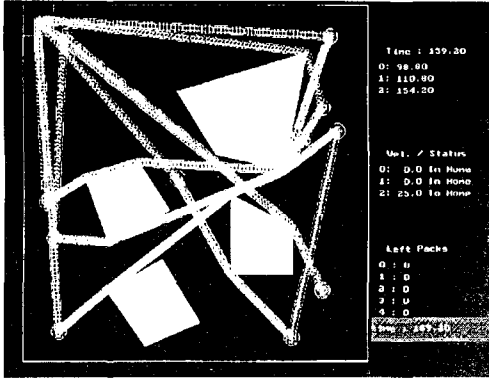 Time : 159.20
0: 98.80
1: 110.80
2: 154.20
Vel. / Status
0: 0.0 In Home
1: 0.0 In Home
2: 25.0 To Home
Left Packs
0 : 0
1 : 0
2 : 0
3 : 0
4 : 0